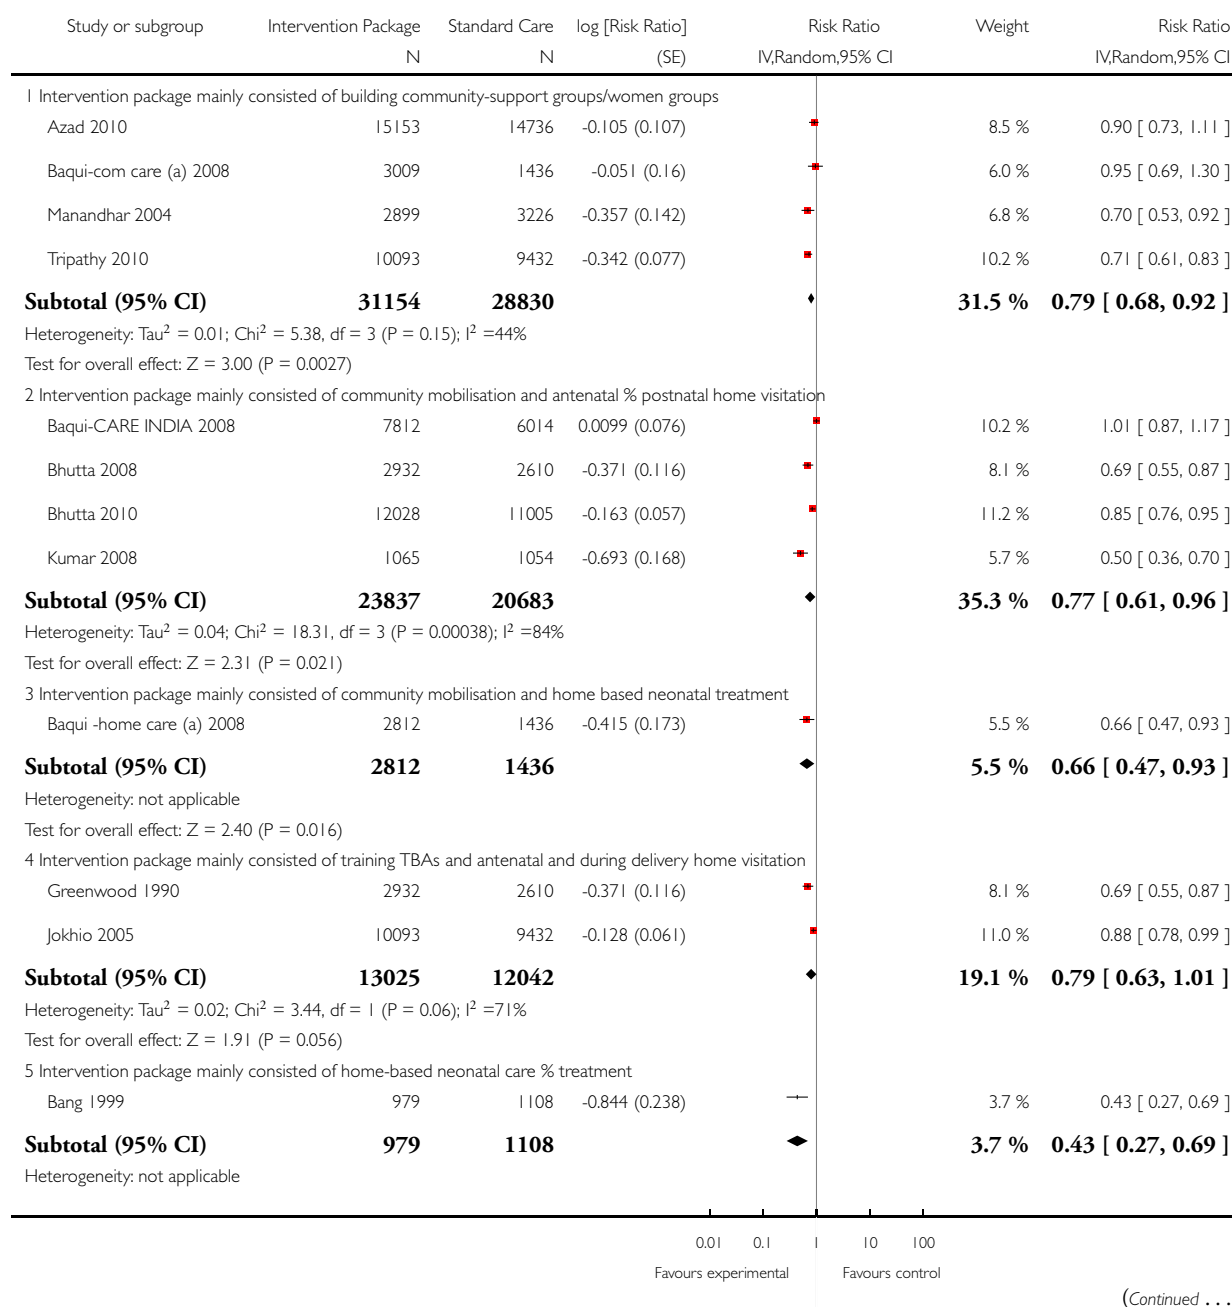 Study or subgroup Intervention Package Standard Care log [Risk Ratio] Risk Ratio Weight Risk Ratio
N N (SE) IV,Random,95% CI IV,Random,95% CI
1 Intervention package mainly consisted of building community-support groups/women groups
Azad 2010 15153 14736 -0.105 (0.107) 8.5 % 0.90 [ 0.73, 1.11 ]
Baqui-com care (a) 2008 3009 1436 -0.051 (0.16) 6.0 % 0.95 [ 0.69, 1.30 ]
Manandhar 2004 2899 3226 -0.357 (0.142) 6.8 % 0.70 [ 0.53, 0.92 ]
Tripathy 2010 10093 9432 -0.342 (0.077) 10.2 % 0.71 [ 0.61, 0.83 ]
Subtotal (95% CI) 31154 28830 31.5 % 0.79 [ 0.68, 0.92 ]
Heterogeneity: Tau² = 0.01; Chi² = 5.38, df = 3 (P = 0.15); I² =44%
Test for overall effect: Z = 3.00 (P = 0.0027)
2 Intervention package mainly consisted of community mobilisation and antenatal % postnatal home visitation
Baqui-CARE INDIA 2008 7812 6014 0.0099 (0.076) 10.2 % 1.01 [ 0.87, 1.17 ]
Bhutta 2008 2932 2610 -0.371 (0.116) 8.1 % 0.69 [ 0.55, 0.87 ]
Bhutta 2010 12028 11005 -0.163 (0.057) 11.2 % 0.85 [ 0.76, 0.95 ]
Kumar 2008 1065 1054 -0.693 (0.168) 5.7 % 0.50 [ 0.36, 0.70 ]
Subtotal (95% CI) 23837 20683 35.3 % 0.77 [ 0.61, 0.96 ]
Heterogeneity: Tau² = 0.04; Chi² = 18.31, df = 3 (P = 0.00038); I² =84%
Test for overall effect: Z = 2.31 (P = 0.021)
3 Intervention package mainly consisted of community mobilisation and home based neonatal treatment
Baqui -home care (a) 2008 2812 1436 -0.415 (0.173) 5.5 % 0.66 [ 0.47, 0.93 ]
Subtotal (95% CI) 2812 1436 5.5 % 0.66 [ 0.47, 0.93 ]
Heterogeneity: not applicable
Test for overall effect: Z = 2.40 (P = 0.016)
4 Intervention package mainly consisted of training TBAs and antenatal and during delivery home visitation
Greenwood 1990 2932 2610 -0.371 (0.116) 8.1 % 0.69 [ 0.55, 0.87 ]
Jokhio 2005 10093 9432 -0.128 (0.061) 11.0 % 0.88 [ 0.78, 0.99 ]
Subtotal (95% CI) 13025 12042 19.1 % 0.79 [ 0.63, 1.01 ]
Heterogeneity: Tau² = 0.02; Chi² = 3.44, df = 1 (P = 0.06); I² =71%
Test for overall effect: Z = 1.91 (P = 0.056)
5 Intervention package mainly consisted of home-based neonatal care % treatment
Bang 1999 979 1108 -0.844 (0.238) 3.7 % 0.43 [ 0.27, 0.69 ]
Subtotal (95% CI) 979 1108 3.7 % 0.43 [ 0.27, 0.69 ]
Heterogeneity: not applicable
0.01 0.1 1 10 100
Favours experimental Favours control
(Continued . . .